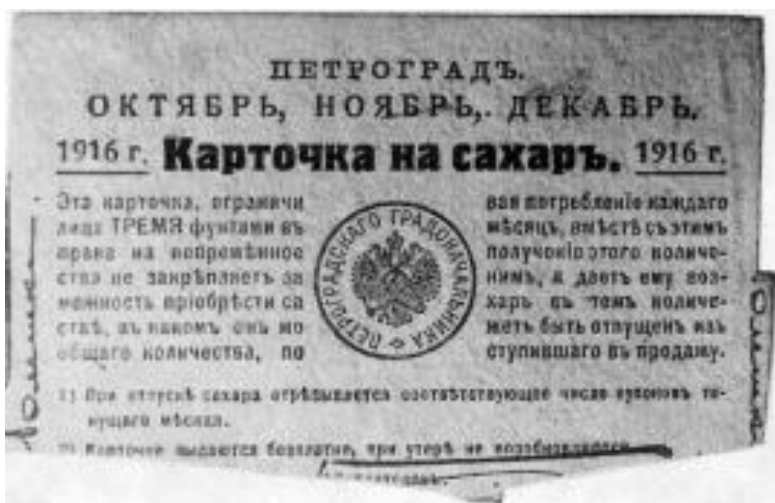 ПЕТРОГРАДЪ.
ОКТЯБРЬ, НОЯБРЬ, ДЕКАБРЬ.
1916 г. Карточка на сахаръ. 1916 г.
Эта карточка, ограничи вая потребленіе каждаго
лица ТРЕМЯ фунтами въ мѣсяцъ, вмѣстѣ съ этимъ
права на непремѣнное полученіе этого количе-
ства не закрѣпляетъ за нимъ, а даетъ ему воз-
можность пріобрѣсти са харъ въ томъ количе-
ствѣ, въ какомъ онъ мо жетъ быть отпущенъ изъ
общаго количества, по ступившаго въ продажу.
ПЕТРОГРАДСКАГО ГРАДОНАЧАЛЬНИКА
1) При отпускѣ сахара отрѣзывается соотвѣтствующее число купоновъ те-
кущаго мѣсяца.
2) Карточки выдаются безплатно, при утерѣ не возобновляются